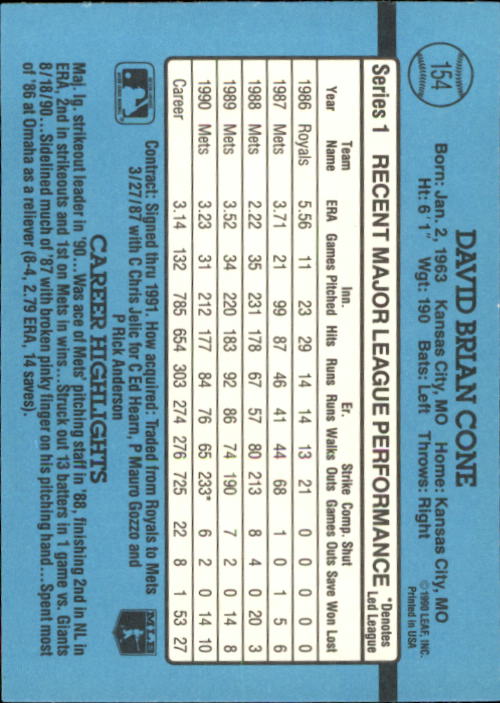 154
DAVID BRIAN CONE
Born: Jan. 2, 1963 Kansas City, MO Home: Kansas City, MO
Ht: 6'1" Wgt: 190 Bats: Left Throws: Right
©1990 LEAF, INC.
Printed in USA
Series 1 RECENT MAJOR LEAGUE PERFORMANCE *Denotes Led League
Year Team Name ERA Games Inn. Pitched Hits Runs Er. Runs Walks Strike Outs Comp. Games Shut Outs Save Won Lost
1986 Royals 5.56 11 23 29 14 14 13 21 0 0 0 0 0
1987 Mets 3.71 21 99 87 46 41 44 68 1 0 1 5 6
1988 Mets 2.22 35 231 178 67 57 80 213 8 4 0 20 3
1989 Mets 3.52 34 220 183 92 86 74 190 7 2 0 14 8
1990 Mets 3.23 31 212 177 84 76 65 233* 6 2 0 14 10
Career 3.14 132 785 654 303 274 276 725 22 8 1 53 27
Contract: Signed thru 1991. How acquired: Traded from Royals to Mets
3/27/87 with C Chris Jelic for C Ed Hearn, P Mauro Gozzo and
P Rick Anderson
CAREER HIGHLIGHTS
Maj. lg. strikeout leader in '90...Was ace of Mets' pitching staff in '88, finishing 2nd in NL in
ERA, 2nd in strikeouts and 1st on Mets in wins...Struck out 13 batters in 1 game vs. Giants
8/18/90...Sidelined much of '87 with broken pinky finger on his pitching hand...Spent most
of '86 at Omaha as a reliever (8-4, 2.79 ERA, 14 saves).